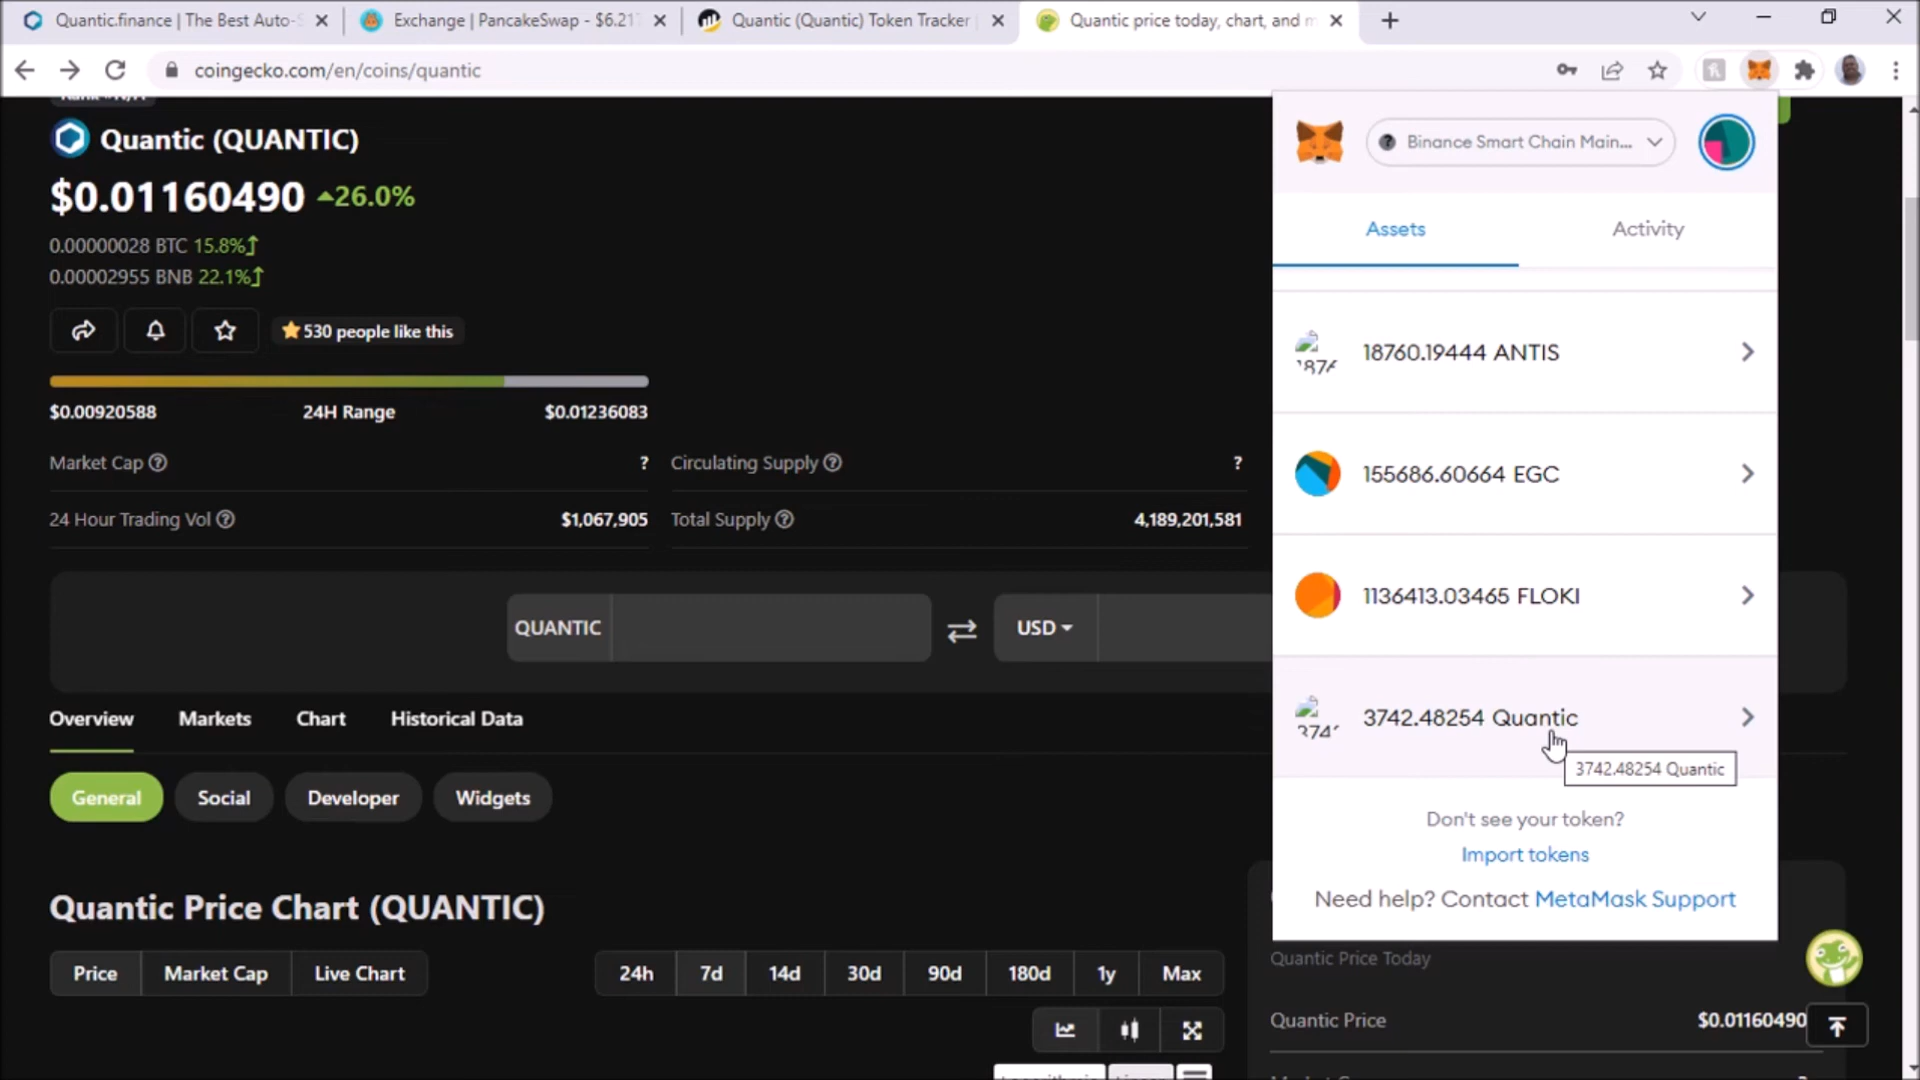 Quantic.finance | The Best Auto-S
Exchange | PancakeSwap - $6.217
Quantic (Quantic) Token Tracker
Quantic price today, chart, and m
coingecko.com/en/coins/quantic
Quantic (QUANTIC)
$0.01160490 26.0%
0.00000028 BTC 15.8%
0.00002955 BNB 22.1%
530 people like this
$0.00920588 24H Range $0.01236083
Market Cap ? ?
Circulating Supply ? ?
24 Hour Trading Vol ? $1,067,905
Total Supply ? 4,189,201,581
QUANTIC USD
Overview Markets Chart Historical Data
General Social Developer Widgets
Quantic Price Chart (QUANTIC)
Price Market Cap Live Chart
24h 7d 14d 30d 90d 180d 1y Max
Binance Smart Chain Main...
Assets Activity
1874
18760.19444 ANTIS
155686.60664 EGC
1136413.03465 FLOKI
3742.48254 Quantic
3742.48254 Quantic
Don't see your token?
Import tokens
Need help? Contact MetaMask Support
Quantic Price Today
Quantic Price $0.01160490